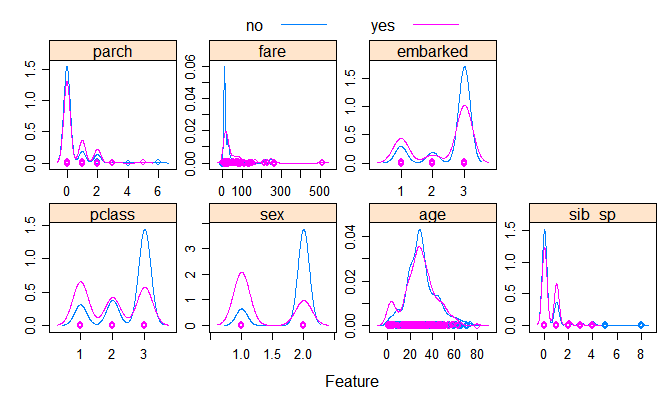 no yes
parch fare embarked
0.0 0.5 1.0 1.5
0.00 0.02 0.04 0.06
0.0 0.5 1.0 1.5
0 2 4 6
0 100 300 500
1 2 3
pclass sex age sib_sp
0.0 0.5 1.0 1.5
0 1 2 3
0.00 0.02 0.04
0.0 0.5 1.0 1.5
1 2 3
1.0 2.0
0 20 40 60 80
0 2 4 6 8
Feature